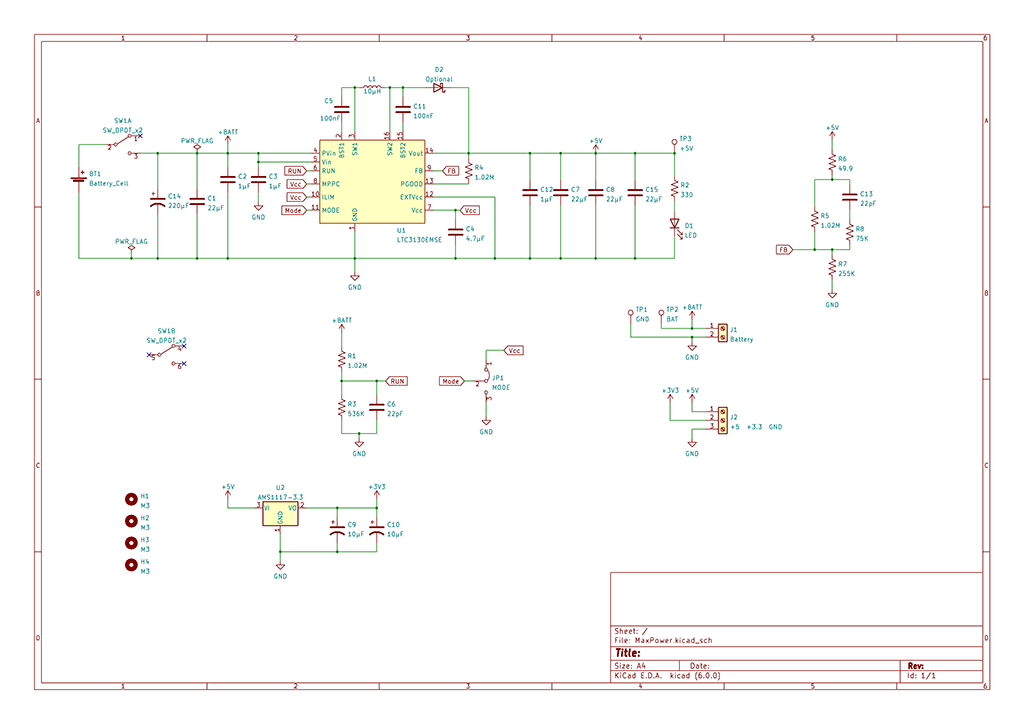 1 2 3 4 5 6
A A
B B
C C
D D
1 2 3 4 5 6
SW1A
SW_DPDT_x2
2 1 3
BT1
Battery_Cell
PWR_FLAG
PWR_FLAG
+BATT
C14
220µF
C1
22µF
C2
1µF
C3
1µF
GND
C5
100nF
L1
10µH
D2
Optional
C11
100nF
2 3 16 15
BST1 SW1 SW2 BST2
4 PVin
5 Vin
6 RUN
8 MPPC
10 ILIM
11 MODE
RUN
Vcc
Vcc
Mode
Vout 14
FB 9
PGOOD 13
EXTVcc 12
Vcc 7
GND
1
U1
LTC3130EMSE
GND
FB
Vcc
R4
1.02M
C4
4.7µF
C12
10µF
C7
22µF
+5V
C8
22µF
C15
22µF
TP3
+5V
R2
330
D1
LED
+5V
R6
49.9
C13
22pF
R5
1.02M
R8
75K
FB
R7
255K
GND
SW1B
SW_DPDT_x2
5 4 6
+BATT
R1
1.02M
RUN
R3
536K
C6
22pF
GND
Vcc
Mode
1 2 3
JP1
MODE
GND
TP1
GND
TP2
BAT
+BATT
1
2
J1
Battery
GND
+3V3
+5V
1
2
3
J2
+5 +3.3 GND
GND
H1
M3
H2
M3
H3
M3
H4
M3
+5V
U2
AMS1117-3.3
3 VI VO 2
GND
1
GND
+3V3
C9
10µF
C10
10µF
Sheet: /
File: MaxPower.kicad_sch
Title:
Size: A4 Date: Rev:
KiCad E.D.A. kicad (6.0.0) Id: 1/1